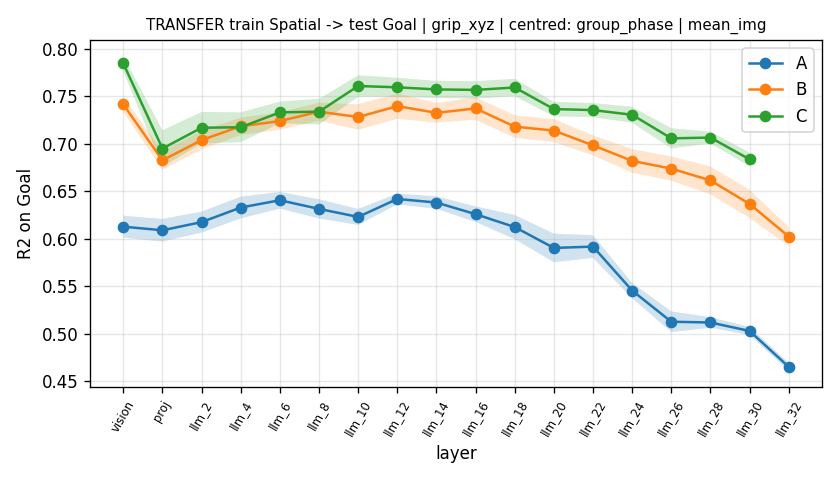 TRANSFER train Spatial -> test Goal | grip_xyz | centred: group_phase | mean_img
0.80
0.75
0.70
0.65
0.60
0.55
0.50
0.45
R2 on Goal
A
B
C
vision
proj
llm_2
llm_4
llm_6
llm_8
llm_10
llm_12
llm_14
llm_16
llm_18
llm_20
llm_22
llm_24
llm_26
llm_28
llm_30
llm_32
layer